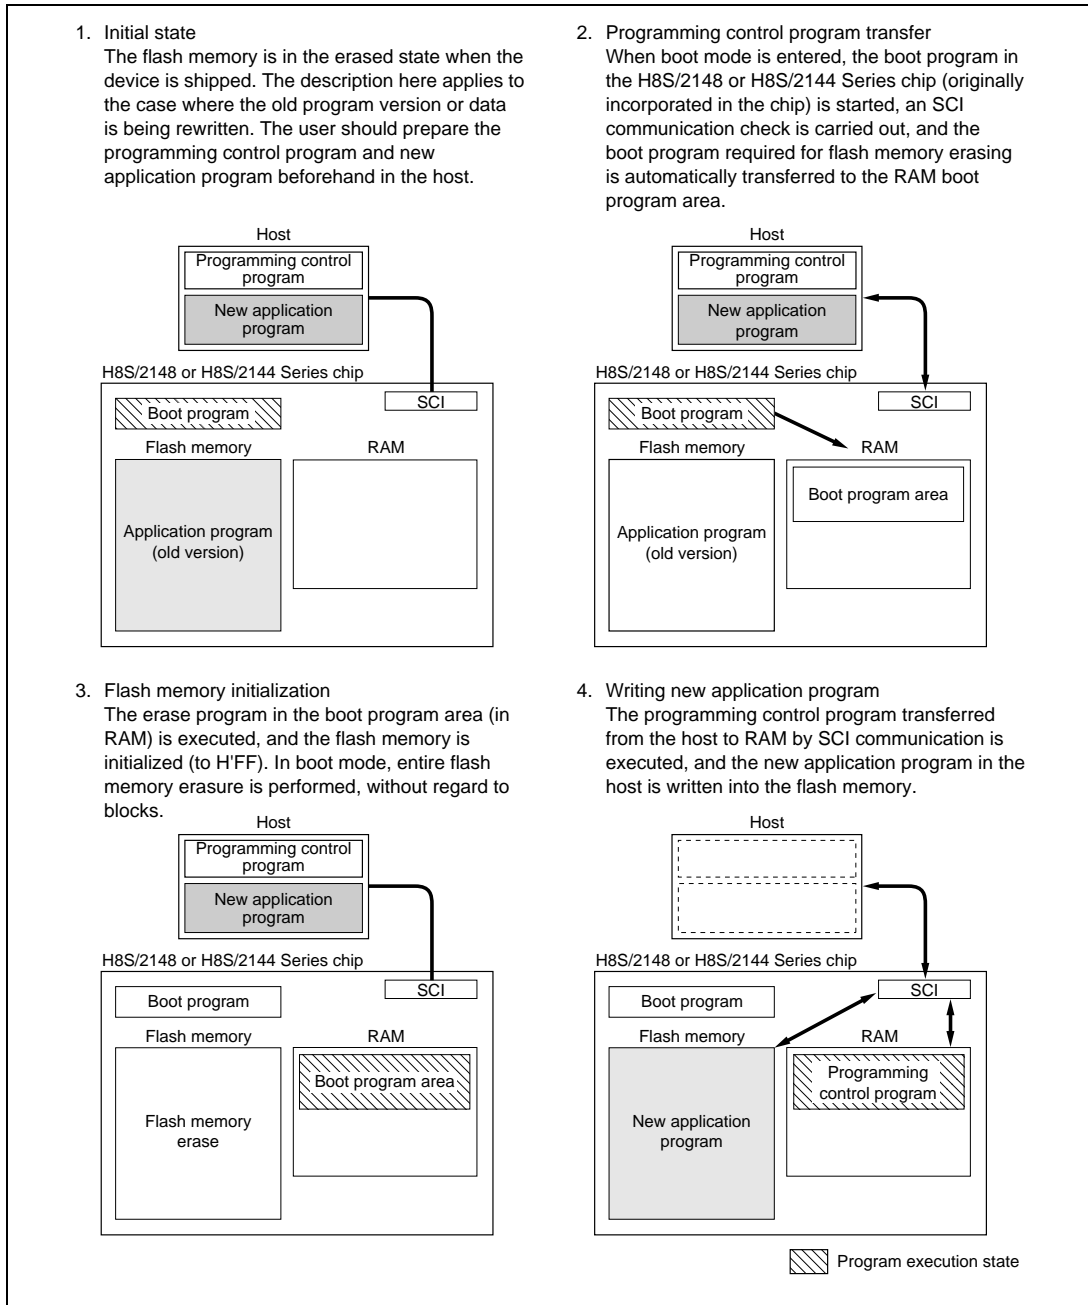 1. Initial state
The flash memory is in the erased state when the
device is shipped. The description here applies to
the case where the old program version or data
is being rewritten. The user should prepare the
programming control program and new
application program beforehand in the host.
Host
Programming control
program
New application
program
H8S/2148 or H8S/2144 Series chip
SCI
Boot program
Flash memory
RAM
Application program
(old version)
2. Programming control program transfer
When boot mode is entered, the boot program in
the H8S/2148 or H8S/2144 Series chip (originally
incorporated in the chip) is started, an SCI
communication check is carried out, and the
boot program required for flash memory erasing
is automatically transferred to the RAM boot
program area.
Host
Programming control
program
New application
program
H8S/2148 or H8S/2144 Series chip
SCI
Boot program
Flash memory
RAM
Boot program area
Application program
(old version)
3. Flash memory initialization
The erase program in the boot program area (in
RAM) is executed, and the flash memory is
initialized (to H'FF). In boot mode, entire flash
memory erasure is performed, without regard to
blocks.
Host
Programming control
program
New application
program
H8S/2148 or H8S/2144 Series chip
SCI
Boot program
Flash memory
RAM
Boot program area
Flash memory
erase
4. Writing new application program
The programming control program transferred
from the host to RAM by SCI communication is
executed, and the new application program in the
host is written into the flash memory.
Host
H8S/2148 or H8S/2144 Series chip
SCI
Boot program
Flash memory
RAM
Programming
control program
New application
program
Program execution state